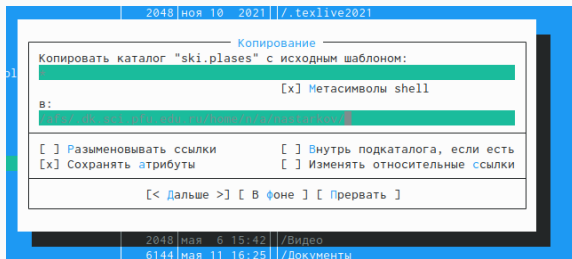 2048 ноя 10 2021 /.texlive2021
Копирование
Копировать каталог "ski.plases" с исходным шаблоном:
*
[x] Метасимволы shell
в:
[ ] Разыменовывать ссылки [ ] Внутрь подкаталога, если есть
[x] Сохранять атрибуты [ ] Изменять относительные ссылки
[< Дальше >] [ В фоне ] [ Прервать ]
2048 мая 6 15:42 /Видео
6144 мая 11 16:25 /Документы